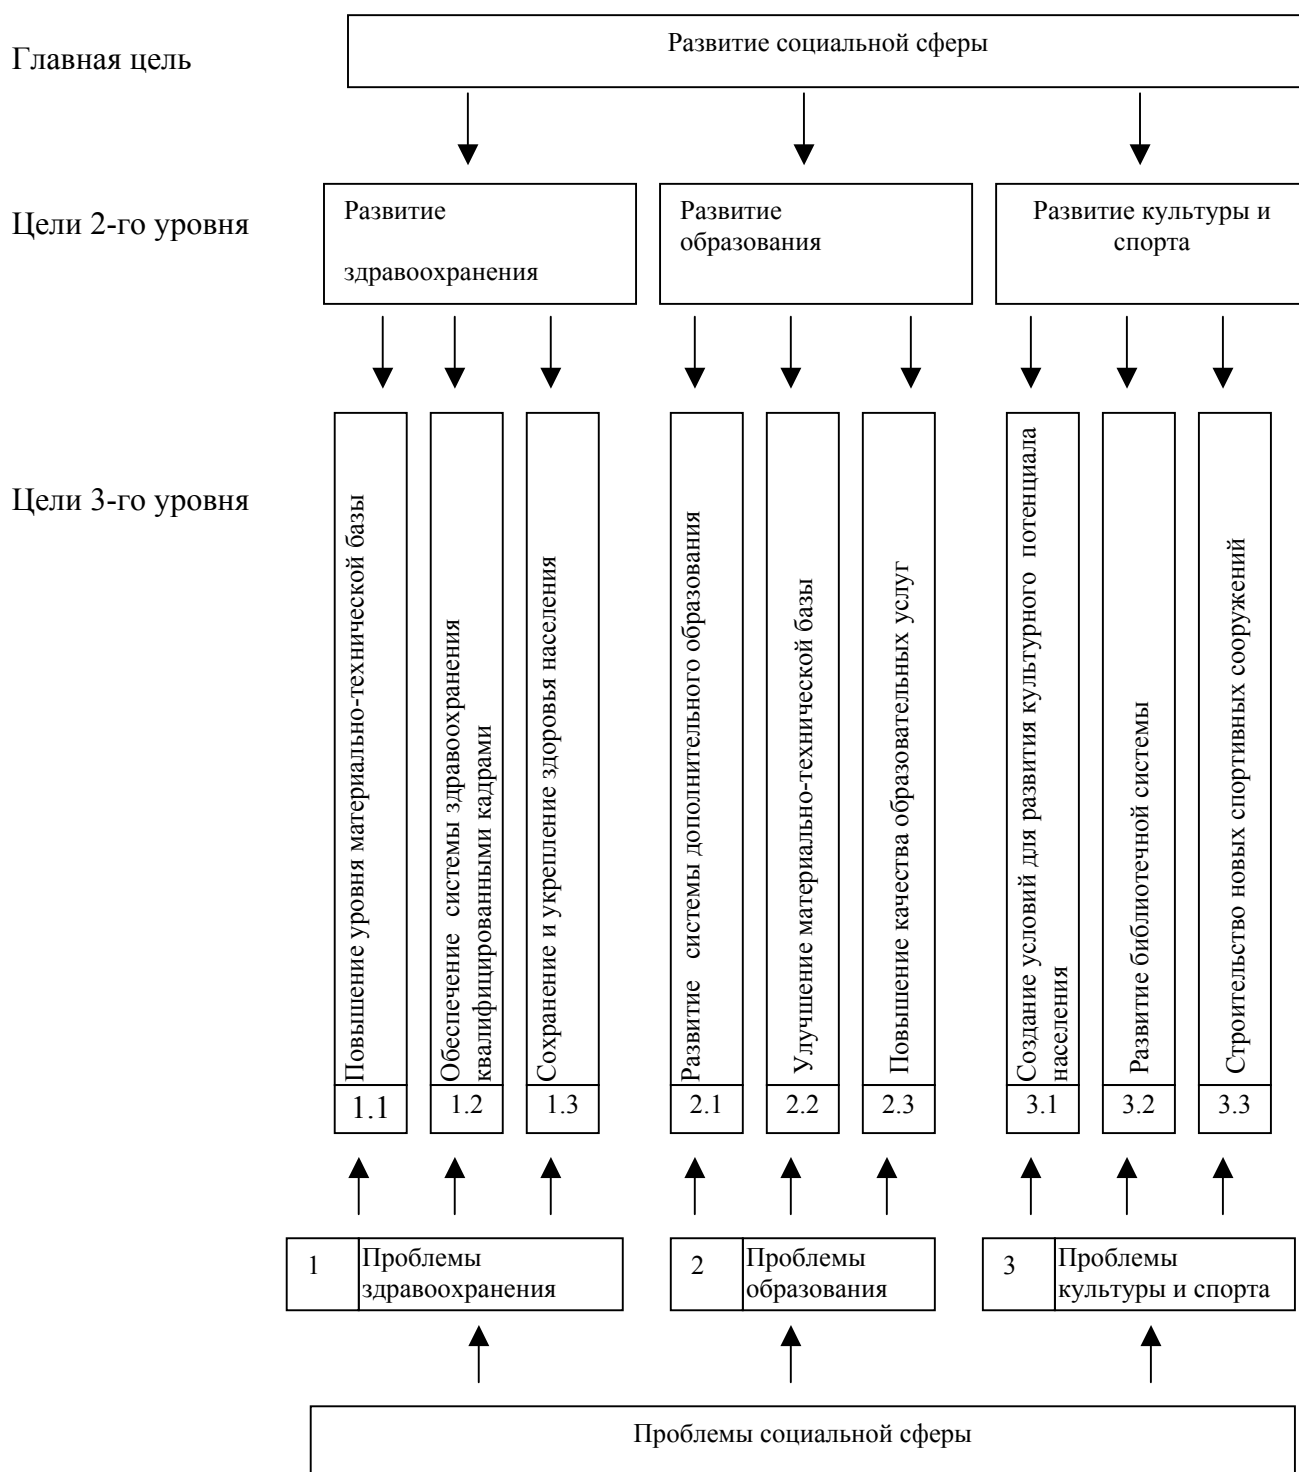 Главная цель
Развитие социальной сферы
Цели 2-го уровня
Развитие
здравоохранения
Развитие
образования
Развитие культуры и
спорта
Цели 3-го уровня
Повышение уровня материально-технической базы
Обеспечение системы здравоохранения
квалифицированными кадрами
Сохранение и укрепление здоровья населения
Развитие системы дополнительного образования
Улучшение материально-технической базы
Повышение качества образовательных услуг
Создание условий для развития культурного потенциала
населения
Развитие библиотечной системы
Строительство новых спортивных сооружений
1.1
1.2
1.3
2.1
2.2
2.3
3.1
3.2
3.3
1
Проблемы
здравоохранения
2
Проблемы
образования
3
Проблемы
культуры и спорта
Проблемы социальной сферы